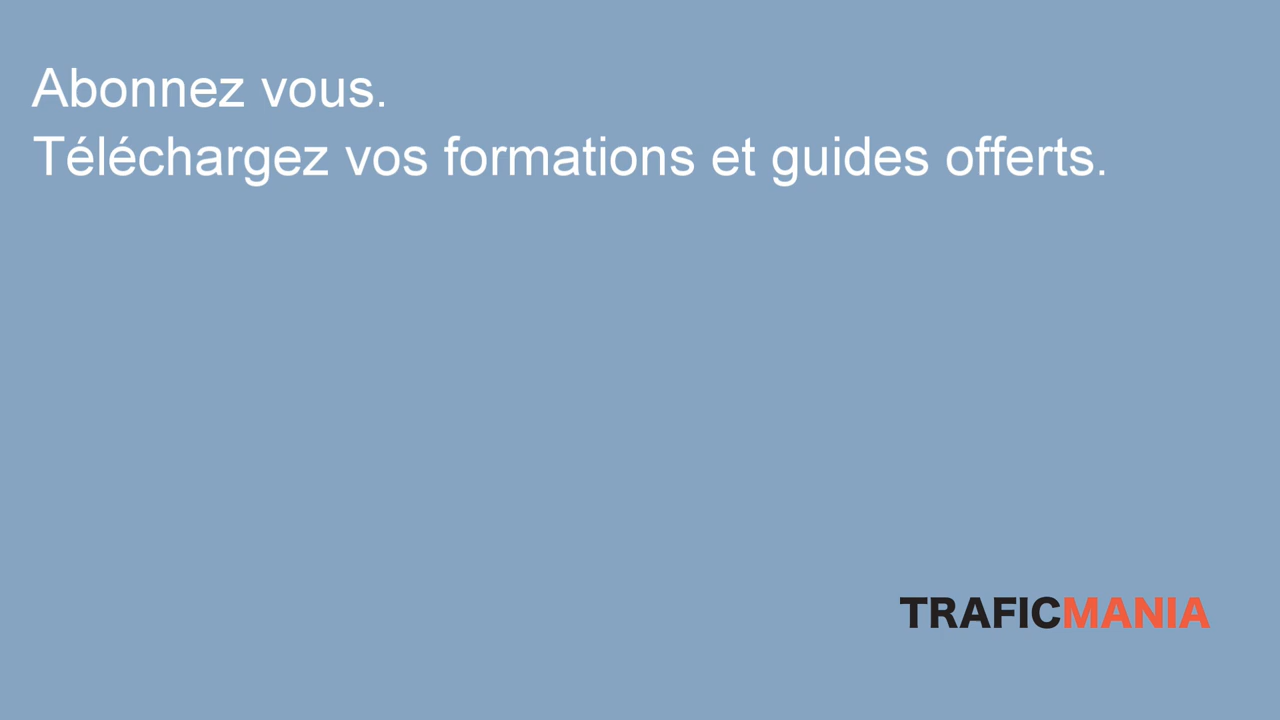 Abonnez vous.
Téléchargez vos formations et guides offerts.
TRAFICMANIA